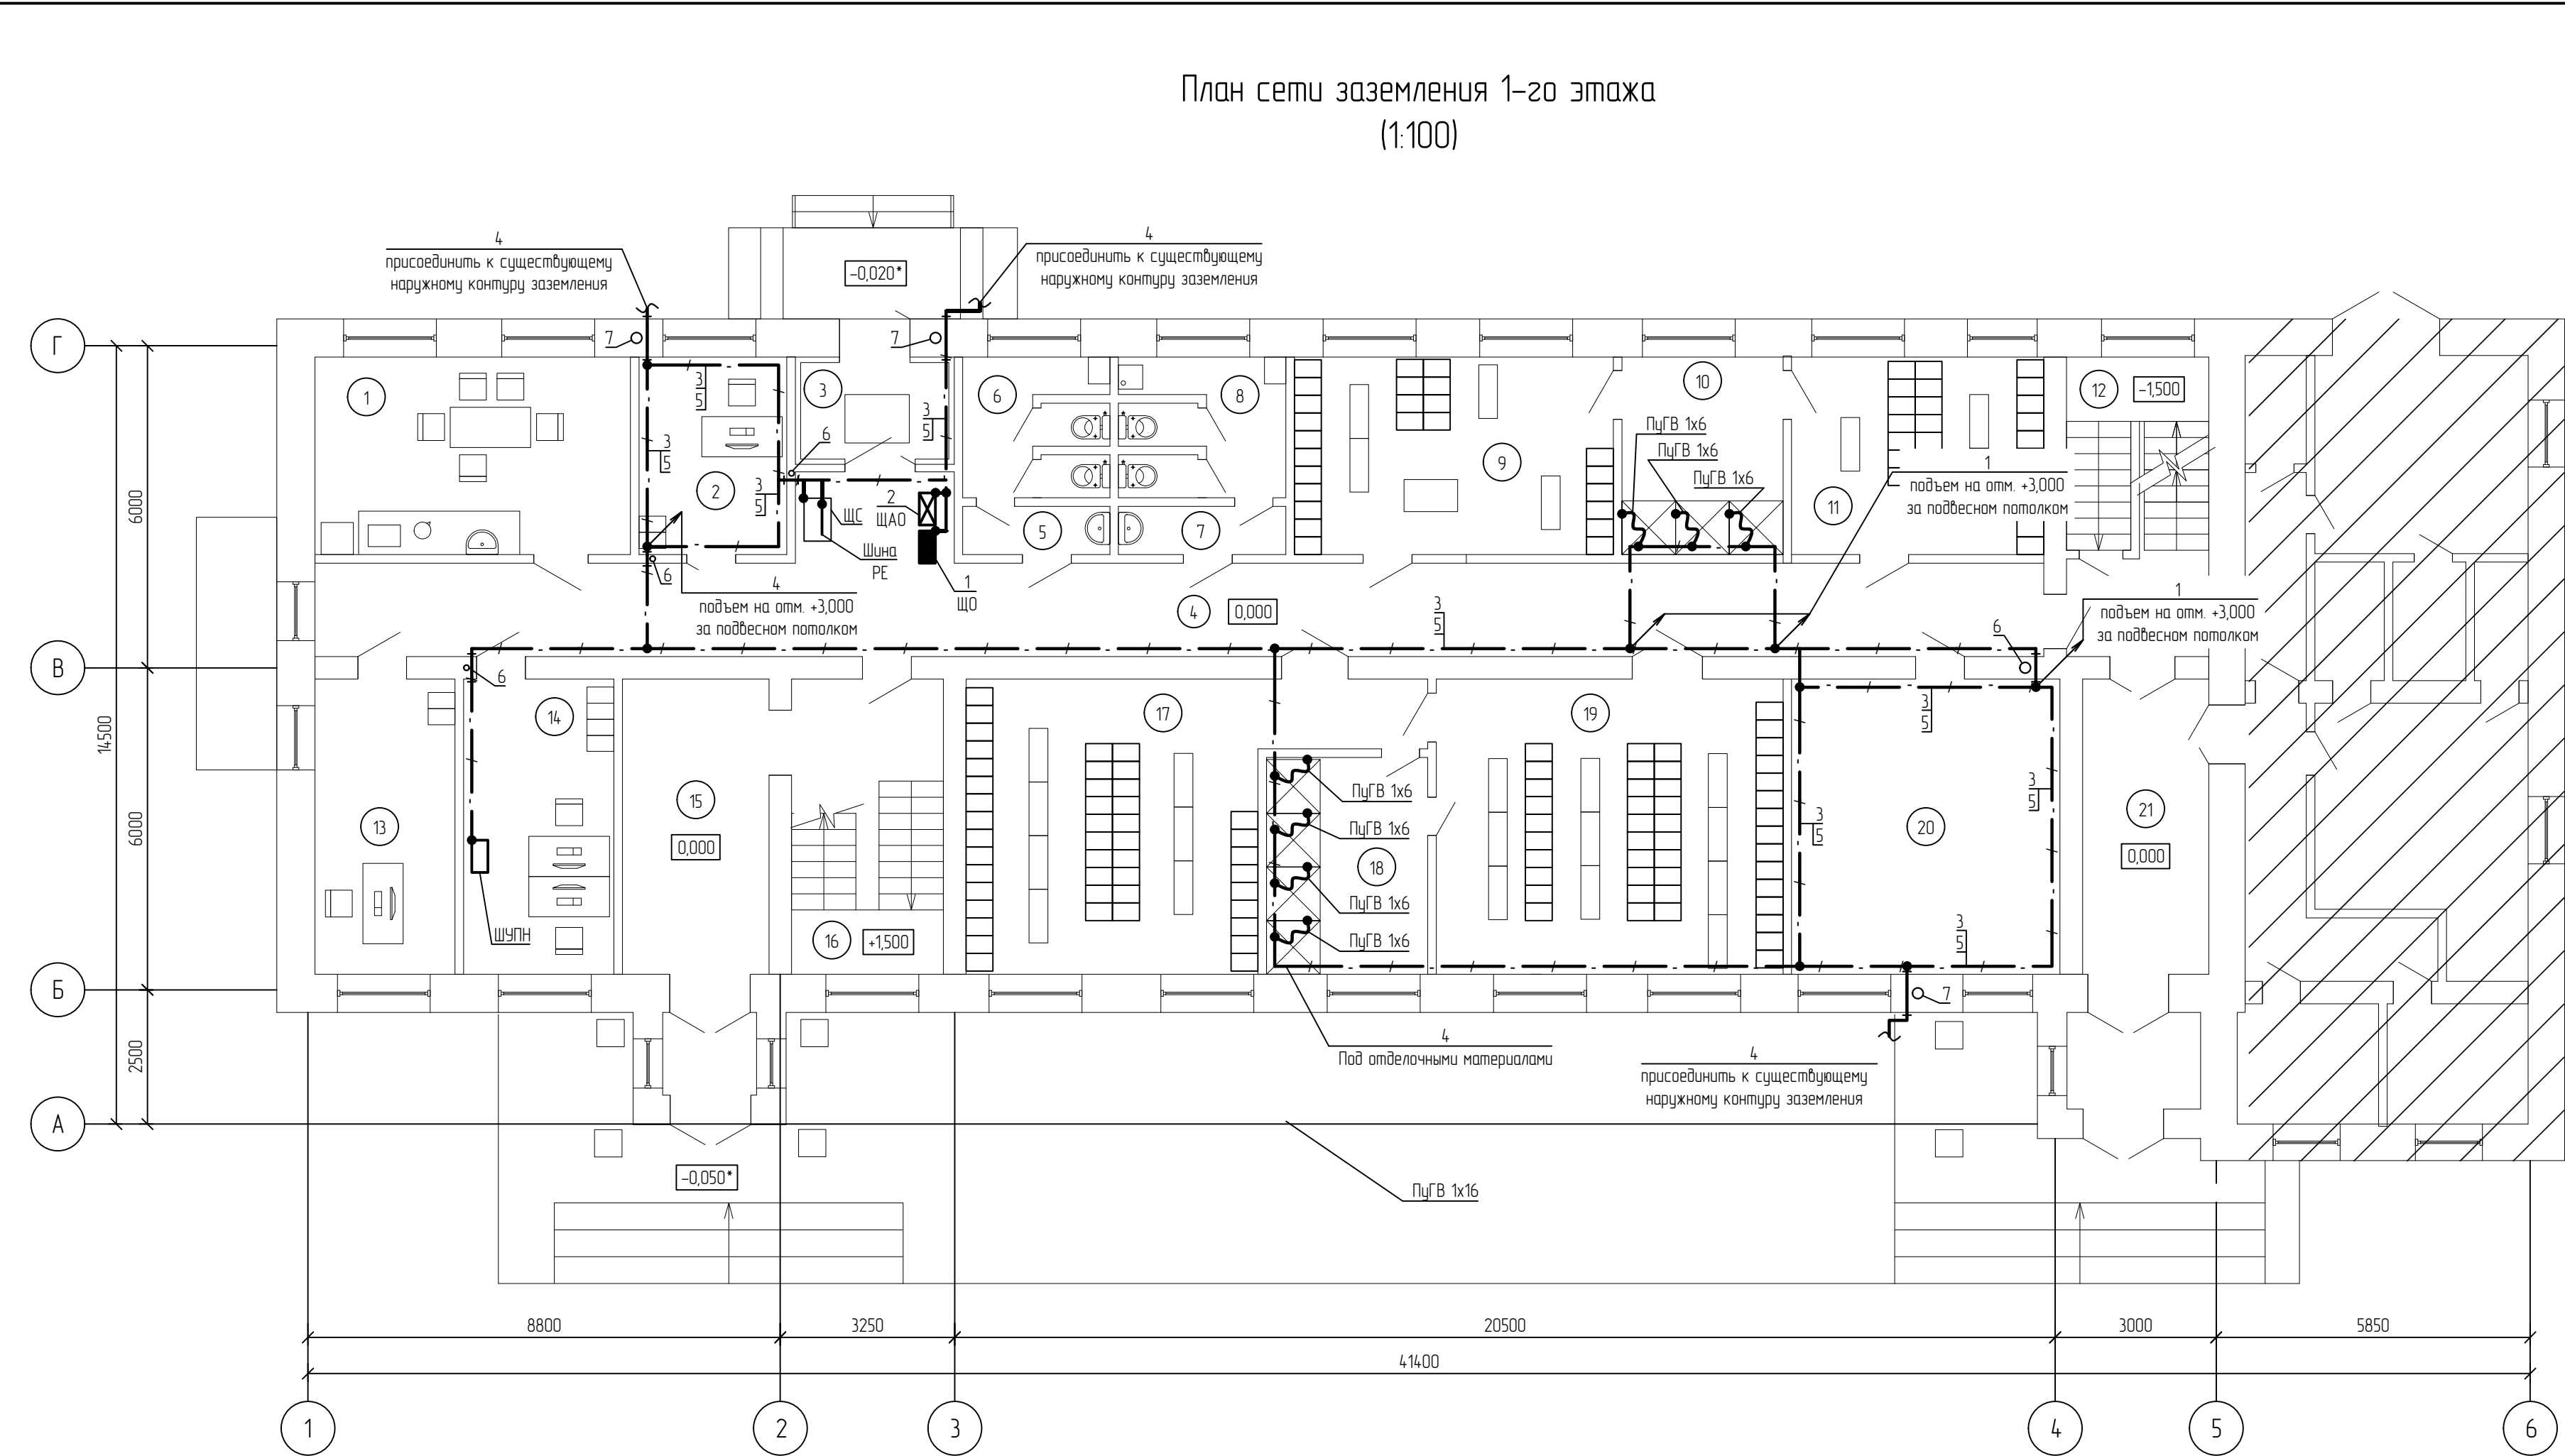 План сети заземления 1-го этажа
(1:100)
4
присоединить к существующему
наружному контуру заземления
4
присоединить к существующему
наружному контуру заземления
-0,020*
Г
7
7
1
3
5
3
6
8
10
12
-1,500
3
5
3
5
6
ПуГВ 1х6
ПуГВ 1х6
ПуГВ 1х6
9
2
3
5
2
ЩАО
ЩС
Шина
РЕ
5
7
11
1
подъем на отм. +3,000
за подвесном потолком
6000
6
4
подъем на отм. +3,000
за подвесном потолком
1
ЩО
4
0,000
3
5
6
1
подъем на отм. +3,000
за подвесном потолком
В
6
14
17
19
3
5
14500
13
15
0,000
ПуГВ 1х6
ПуГВ 1х6
ПуГВ 1х6
ПуГВ 1х6
18
3
5
20
3
5
21
0,000
6000
ШУПН
16
+1,500
3
5
Б
7
4
Под отделочными материалами
4
присоединить к существующему
наружному контуру заземления
2500
А
-0,050*
ПуГВ 1х16
8800
3250
20500
3000
5850
41400
1
2
3
4
5
6